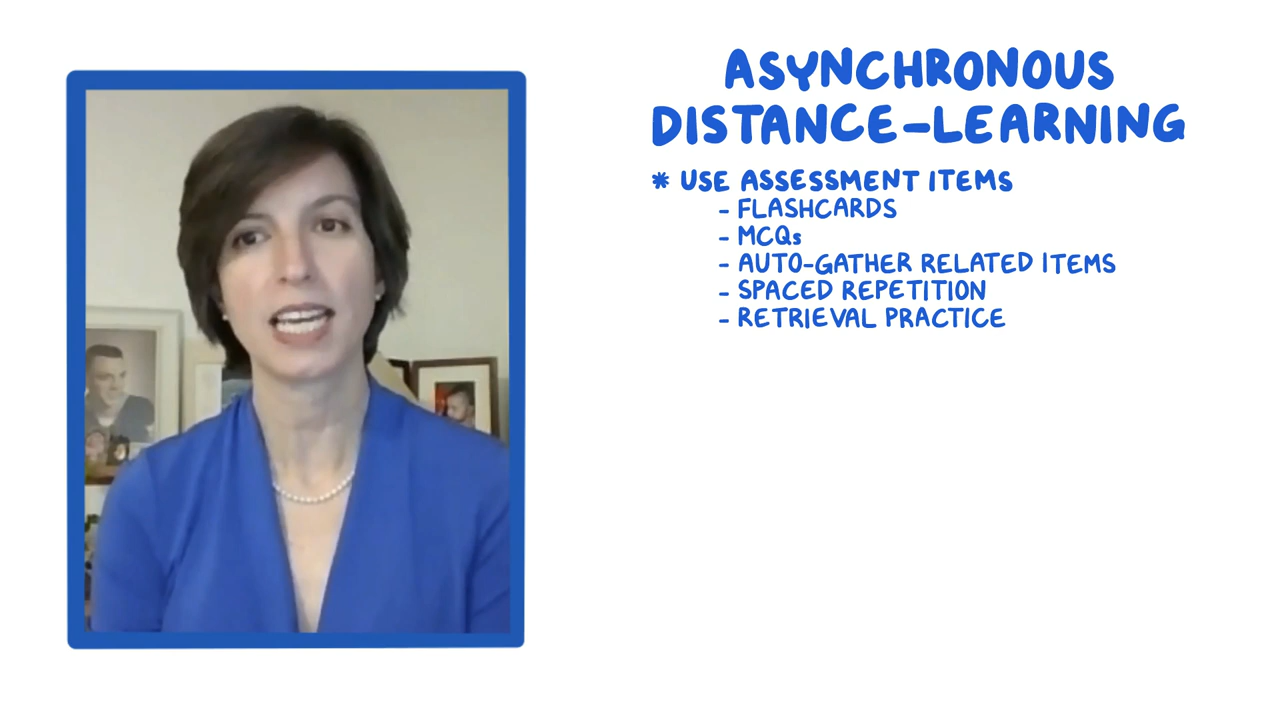 ASYNCHRONOUS
DISTANCE-LEARNING
* USE ASSESSMENT ITEMS
- FLASHCARDS
- MCQs
- AUTO-GATHER RELATED ITEMS
- SPACED REPETITION
- RETRIEVAL PRACTICE